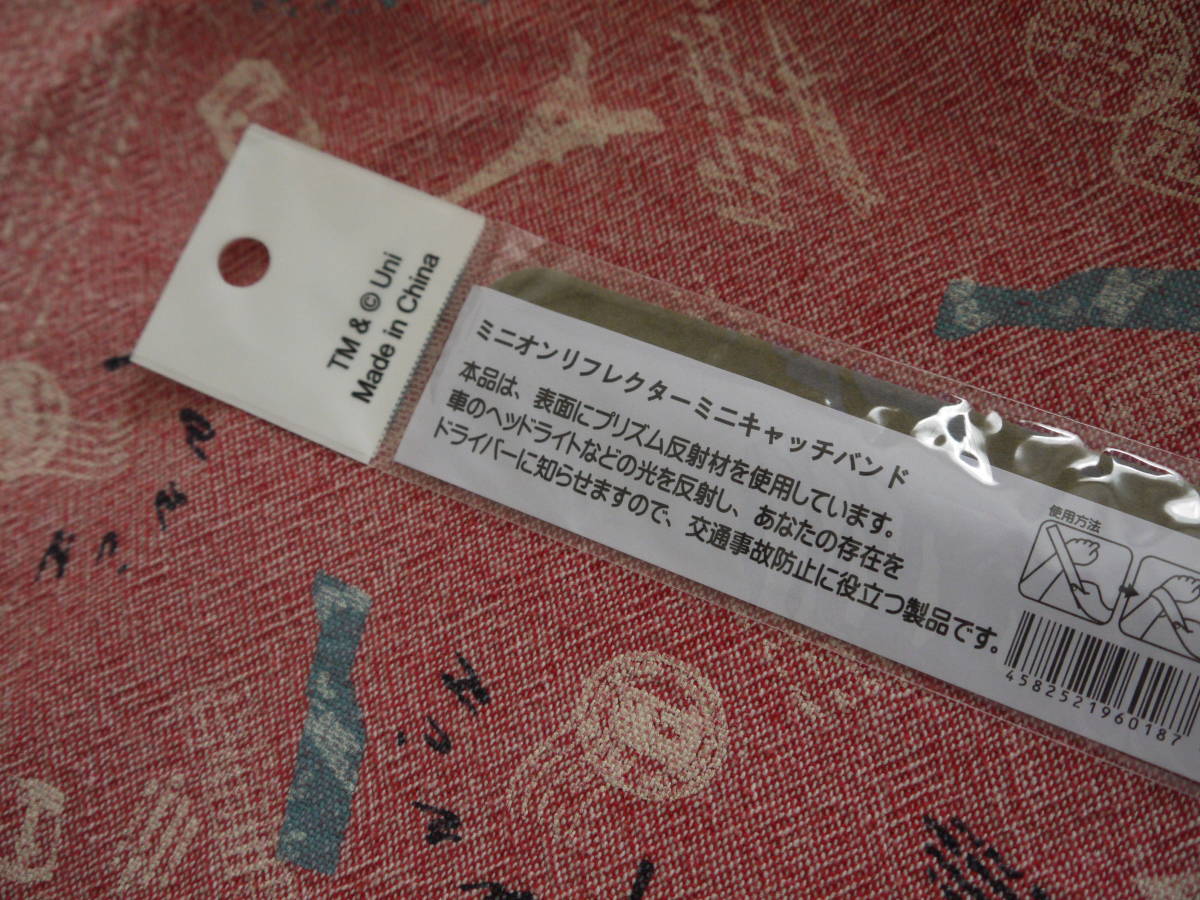 TM & © Uni
Made in China
ミニオンリフレクターミニキャッチバンド
本品は、表面にプリズム反射材を使用しています。
車のヘッドライトなどの光を反射し、あなたの存在を
ドライバーに知らせますので、交通事故防止に役立つ製品です。
使用方法
4582521960187